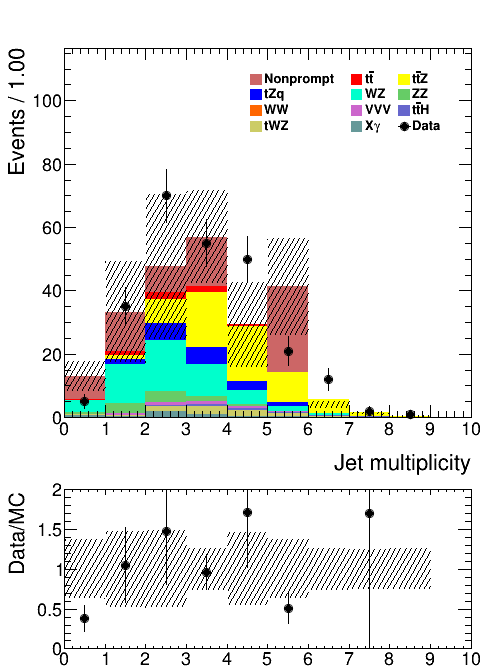 Events / 1.00
100
80
60
40
20
0
Nonprompt tt̄ tt̄Z
tZq WZ ZZ
WW VVV tt̄H
tWZ Xγ Data
0 1 2 3 4 5 6 7 8 9 10
Jet multiplicity
Data/MC
2
1.5
1
0.5
0
0 1 2 3 4 5 6 7 8 9 10